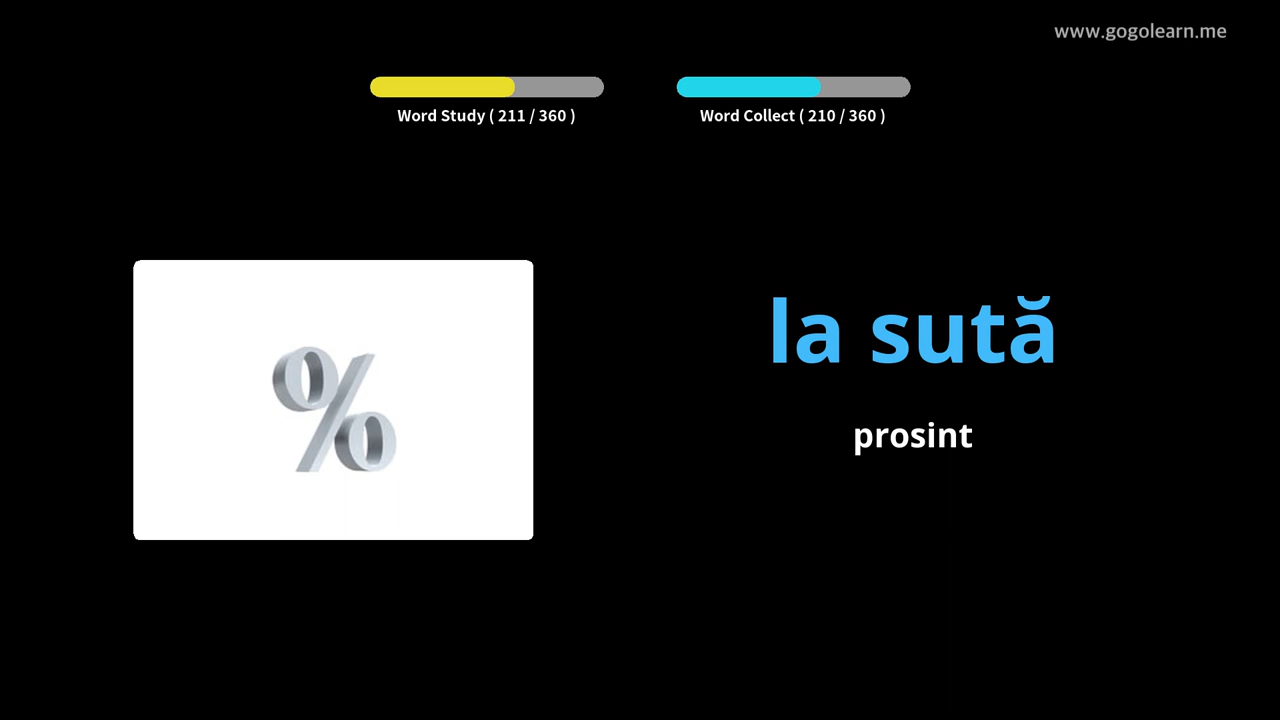 www.gogolearn.me
Word Study ( 211 / 360 )
Word Collect ( 210 / 360 )
%
la sută
prosint